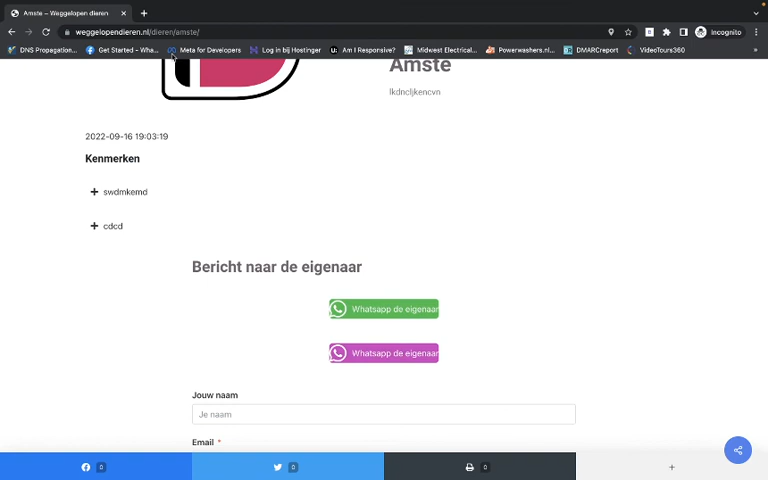 Amste – Weggelopen dieren
weggelopendieren.nl/dieren/amste/
Incognito
DNS Propagation...
Get Started - Wha...
Meta for Developers
Log in bij Hostinger
Am I Responsive?
Midwest Electrical...
Powerwashers.nl...
DMARCreport
VideoTours360
»
Amste
lkdncljkencvn
2022-09-16 19:03:19
Kenmerken
swdmkemd
cdcd
Bericht naar de eigenaar
Whatsapp de eigenaar
Whatsapp de eigenaar
Jouw naam
Je naam
Email *
0
0
0
+